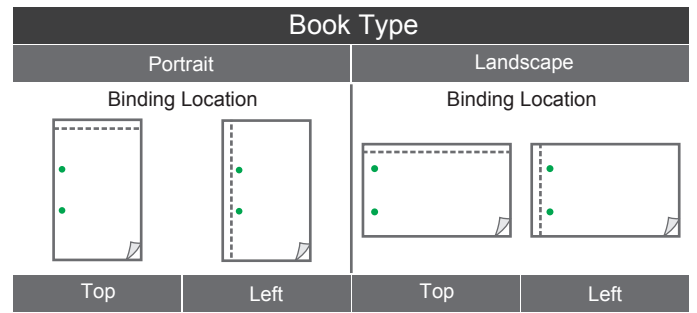 Book Type
Portrait
Landscape
Binding Location
Binding Location
Top
Left
Top
Left